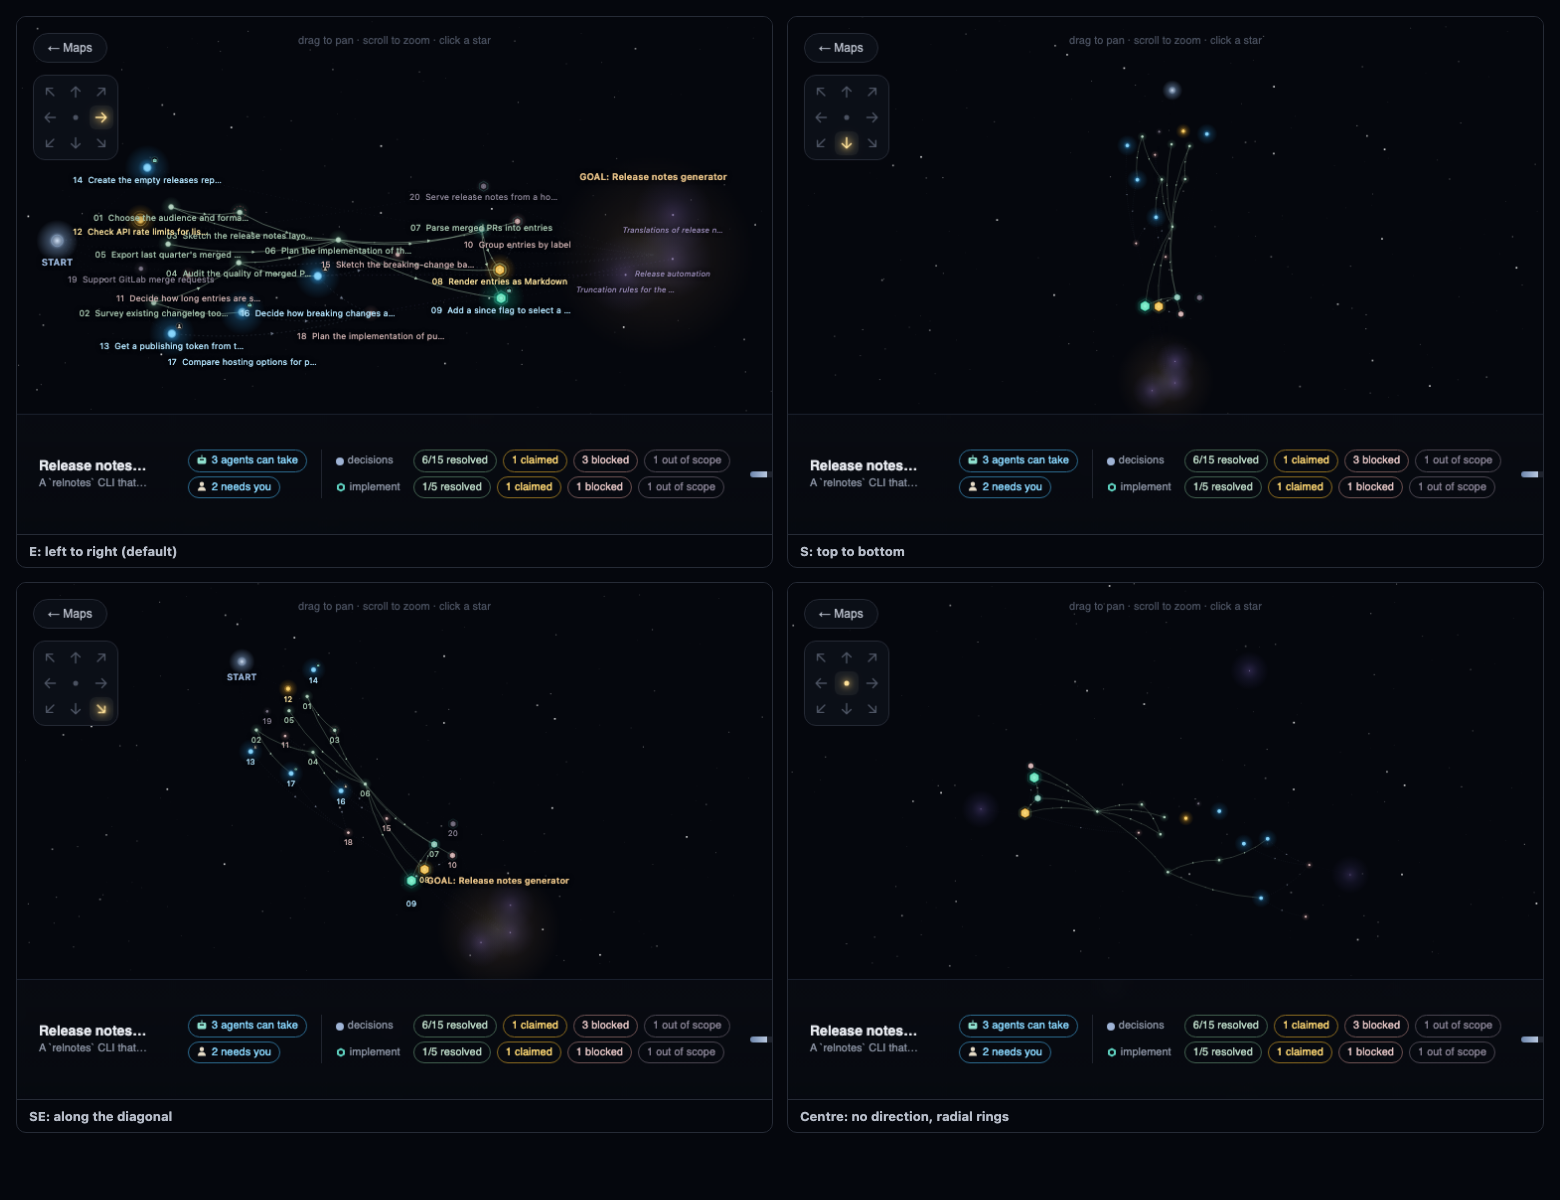 ← Maps
drag to pan · scroll to zoom · click a star
14 Create the empty releases rep...
GOAL: Release notes generator
20 Serve release notes from a ho...
01 Choose the audience and forma...
12 Check API rate limits for lis...
03 Sketch the release notes layo...
07 Parse merged PRs into entries
Translations of release n...
10 Group entries by label
START
05 Export last quarter's merged ...
06 Plan the implementation of th...
15 Sketch the breaking-change ba...
19 Support GitLab merge requests
04 Audit the quality of merged P...
Release automation
08 Render entries as Markdown
Truncation rules for the ...
11 Decide how long entries are s...
02 Survey existing changelog too...
16 Decide how breaking changes a...
09 Add a since flag to select a ...
18 Plan the implementation of pu...
13 Get a publishing token from t...
17 Compare hosting options for p...
Release notes...
A `relnotes` CLI that...
3 agents can take
2 needs you
decisions 6/15 resolved 1 claimed 3 blocked 1 out of scope
implement 1/5 resolved 1 claimed 1 blocked 1 out of scope
E: left to right (default)
← Maps
drag to pan · scroll to zoom · click a star
Release notes...
A `relnotes` CLI that...
3 agents can take
2 needs you
decisions 6/15 resolved 1 claimed 3 blocked 1 out of scope
implement 1/5 resolved 1 claimed 1 blocked 1 out of scope
S: top to bottom
← Maps
drag to pan · scroll to zoom · click a star
START
14
12
01
19
05
02
03
11
13
04
17
06
16
15
20
18
07
10
08
GOAL: Release notes generator
09
Release notes...
A `relnotes` CLI that...
3 agents can take
2 needs you
decisions 6/15 resolved 1 claimed 3 blocked 1 out of scope
implement 1/5 resolved 1 claimed 1 blocked 1 out of scope
SE: along the diagonal
← Maps
drag to pan · scroll to zoom · click a star
Release notes...
A `relnotes` CLI that...
3 agents can take
2 needs you
decisions 6/15 resolved 1 claimed 3 blocked 1 out of scope
implement 1/5 resolved 1 claimed 1 blocked 1 out of scope
Centre: no direction, radial rings